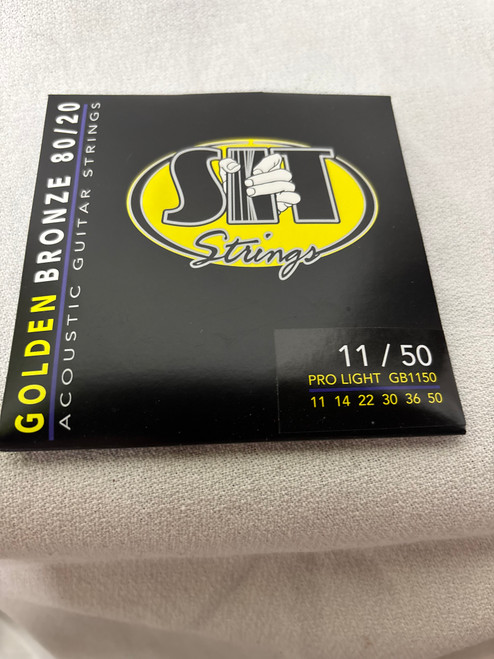 GOLDEN BRONZE 80/20
ACOUSTIC GUITAR STRINGS
SIT
Strings
11 / 50
PRO LIGHT GB1150
11 14 22 30 36 50